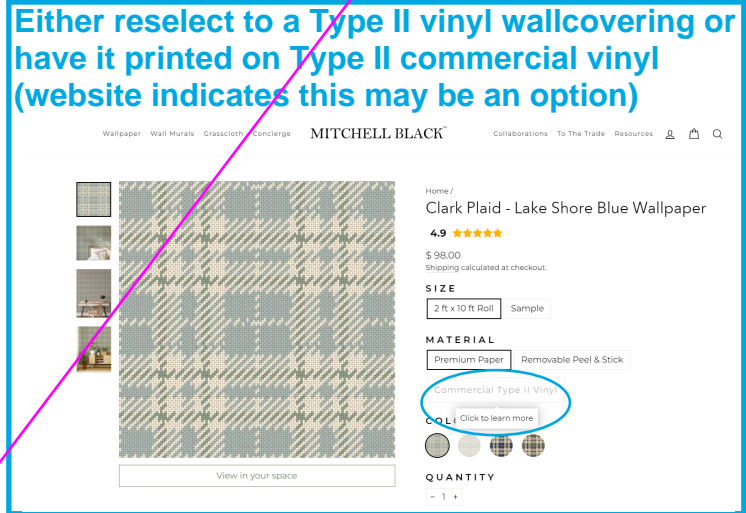 Either reselect to a Type II vinyl wallcovering or
have it printed on Type II commercial vinyl
(website indicates this may be an option)
Wallpaper Wall Murals Grasscloth Concierge MITCHELL BLACK Collaborations To The Trade Resources
Home /
Clark Plaid - Lake Shore Blue Wallpaper
4.9 ★★★★★
$ 98.00
Shipping calculated at checkout.
SIZE
2 ft x 10 ft Roll Sample
MATERIAL
Premium Paper Removable Peel & Stick
Commercial Type II Vinyl
Click to learn more
View in your space
QUANTITY
- 1 +